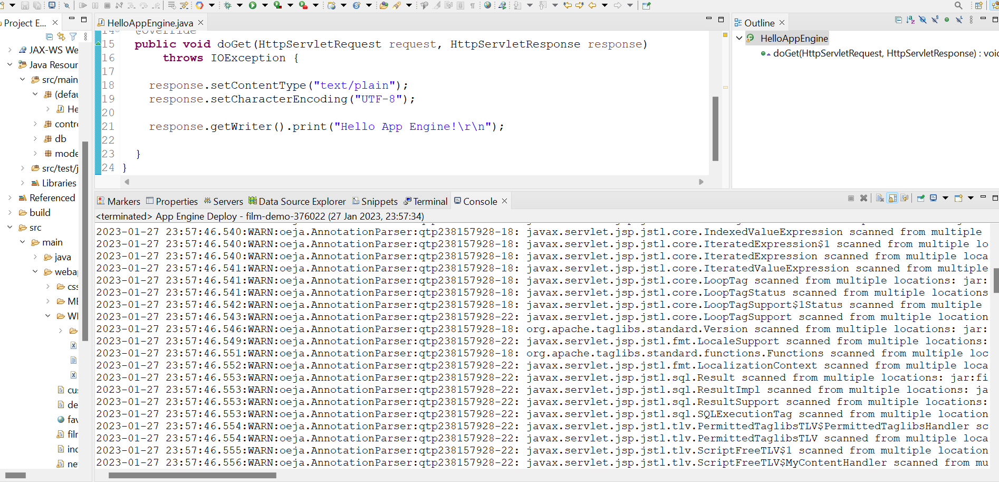 Project E...
JAX-WS We
Java Resour
src/main
(defau
He
contro
db
mode
src/test/j
Libraries
Referenced
build
src
main
java
weba
css
ME
WI
cus
de
fav
filr
ind
ne
HelloAppEngine.java
14 @Override
15 public void doGet(HttpServletRequest request, HttpServletResponse response)
16 throws IOException {
17
18 response.setContentType("text/plain");
19 response.setCharacterEncoding("UTF-8");
20
21 response.getWriter().print("Hello App Engine!\r\n");
22
23 }
24 }
Outline
HelloAppEngine
doGet(HttpServletRequest, HttpServletResponse) : void
Markers Properties Servers Data Source Explorer Snippets Terminal Console
<terminated> App Engine Deploy - film-demo-376022 (27 Jan 2023, 23:57:34)
2023-01-27 23:57:46.540:WARN:oeja.AnnotationParser:qtp238157928-18: javax.servlet.jsp.jstl.core.IndexedValueExpression scanned from multiple
2023-01-27 23:57:46.540:WARN:oeja.AnnotationParser:qtp238157928-18: javax.servlet.jsp.jstl.core.IteratedExpression$1 scanned from multiple lo
2023-01-27 23:57:46.540:WARN:oeja.AnnotationParser:qtp238157928-18: javax.servlet.jsp.jstl.core.IteratedExpression scanned from multiple loca
2023-01-27 23:57:46.541:WARN:oeja.AnnotationParser:qtp238157928-18: javax.servlet.jsp.jstl.core.IteratedValueExpression scanned from multiple
2023-01-27 23:57:46.541:WARN:oeja.AnnotationParser:qtp238157928-18: javax.servlet.jsp.jstl.core.LoopTag scanned from multiple locations: jar:
2023-01-27 23:57:46.541:WARN:oeja.AnnotationParser:qtp238157928-18: javax.servlet.jsp.jstl.core.LoopTagStatus scanned from multiple locations
2023-01-27 23:57:46.542:WARN:oeja.AnnotationParser:qtp238157928-18: javax.servlet.jsp.jstl.core.LoopTagSupport$1Status scanned from multiple
2023-01-27 23:57:46.543:WARN:oeja.AnnotationParser:qtp238157928-22: javax.servlet.jsp.jstl.core.LoopTagSupport scanned from multiple location
2023-01-27 23:57:46.546:WARN:oeja.AnnotationParser:qtp238157928-18: org.apache.taglibs.standard.Version scanned from multiple locations: jar:
2023-01-27 23:57:46.549:WARN:oeja.AnnotationParser:qtp238157928-22: javax.servlet.jsp.jstl.fmt.LocaleSupport scanned from multiple locations:
2023-01-27 23:57:46.551:WARN:oeja.AnnotationParser:qtp238157928-18: org.apache.taglibs.standard.functions.Functions scanned from multiple loc
2023-01-27 23:57:46.552:WARN:oeja.AnnotationParser:qtp238157928-22: javax.servlet.jsp.jstl.fmt.LocalizationContext scanned from multiple loca
2023-01-27 23:57:46.553:WARN:oeja.AnnotationParser:qtp238157928-22: javax.servlet.jsp.jstl.sql.Result scanned from multiple locations: jar:fi
2023-01-27 23:57:46.553:WARN:oeja.AnnotationParser:qtp238157928-22: javax.servlet.jsp.jstl.sql.ResultImpl scanned from multiple locations: ja
2023-01-27 23:57:46.553:WARN:oeja.AnnotationParser:qtp238157928-22: javax.servlet.jsp.jstl.sql.ResultSupport scanned from multiple locations:
2023-01-27 23:57:46.553:WARN:oeja.AnnotationParser:qtp238157928-22: javax.servlet.jsp.jstl.sql.SQLExecutionTag scanned from multiple location
2023-01-27 23:57:46.554:WARN:oeja.AnnotationParser:qtp238157928-22: javax.servlet.jsp.jstl.tlv.PermittedTaglibsTLV$PermittedTaglibsHandler sc
2023-01-27 23:57:46.554:WARN:oeja.AnnotationParser:qtp238157928-22: javax.servlet.jsp.jstl.tlv.PermittedTaglibsTLV scanned from multiple loca
2023-01-27 23:57:46.555:WARN:oeja.AnnotationParser:qtp238157928-22: javax.servlet.jsp.jstl.tlv.ScriptFreeTLV$1 scanned from multiple location
2023-01-27 23:57:46.556:WARN:oeja.AnnotationParser:qtp238157928-22: javax.servlet.jsp.jstl.tlv.ScriptFreeTLV$MyContentHandler scanned from mu